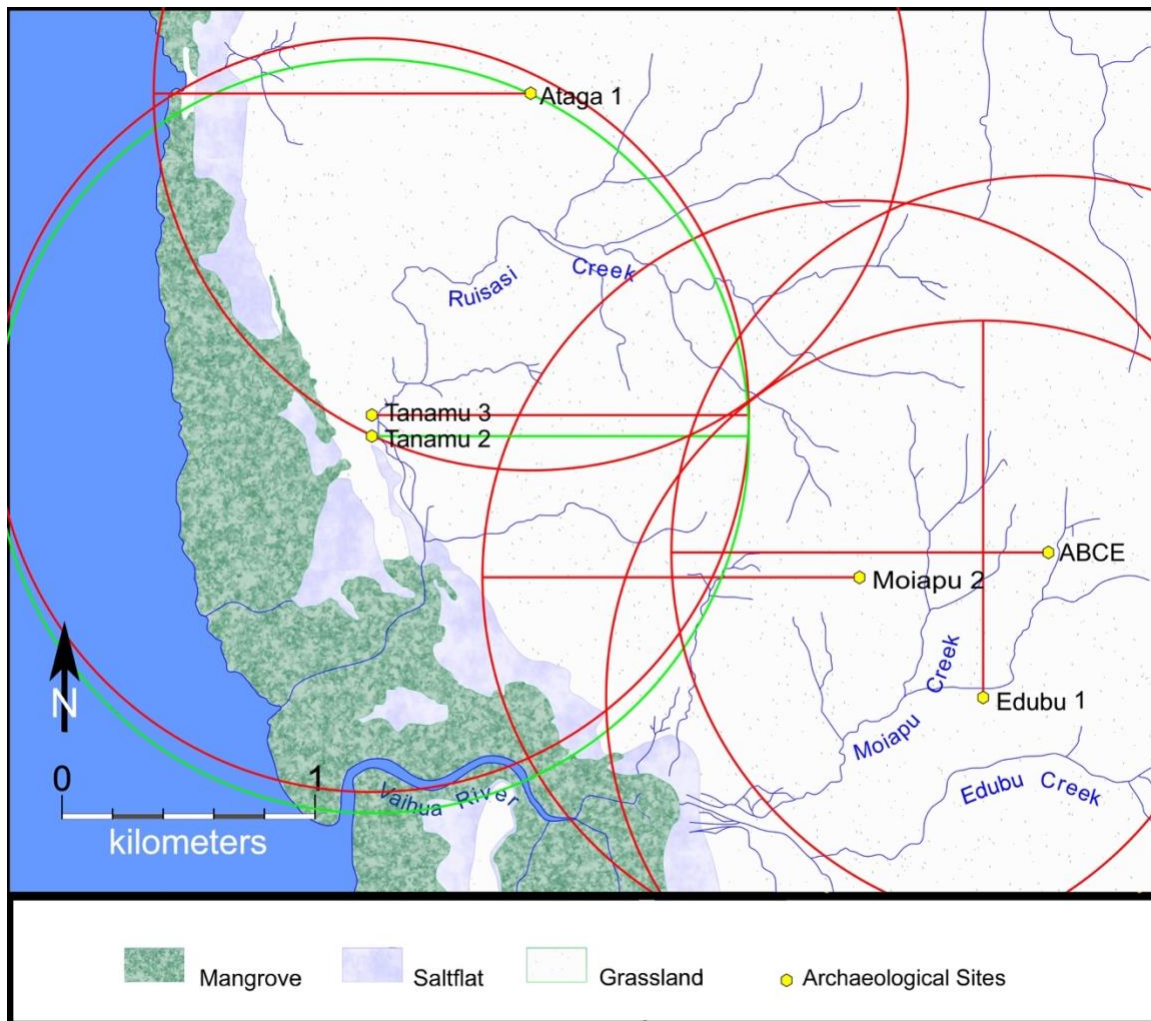 Ataga 1
Ruisasi Creek
Tanamu 3
Tanamu 2
ABCE
Moiapu 2
Moiapu Creek
Edubu 1
Edubu Creek
N
0 1
kilometers
Vaihua River
Mangrove
Saltflat
Grassland
Archaeological Sites